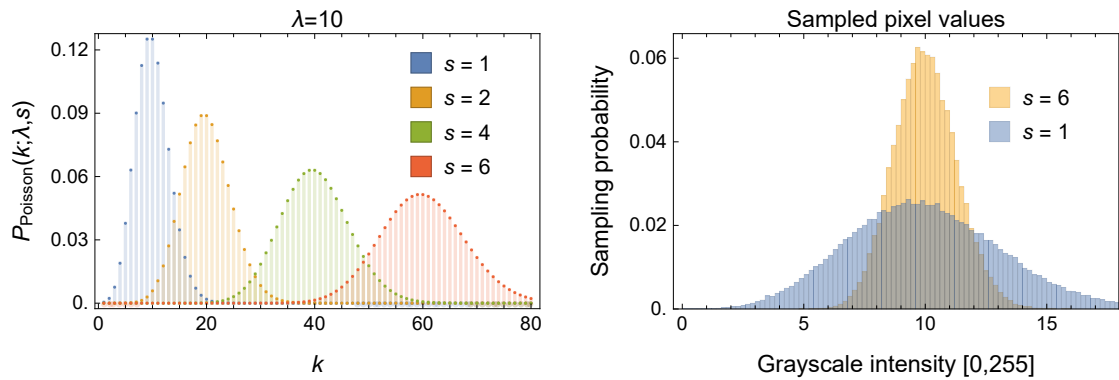 λ=10
P_Poisson(k;λ,s)
0.12
0.09
0.06
0.03
0.
s = 1
s = 2
s = 4
s = 6
0 20 40 60 80
k
Sampled pixel values
Sampling probability
0.06
0.04
0.02
0.
s = 6
s = 1
0 5 10 15
Grayscale intensity [0,255]